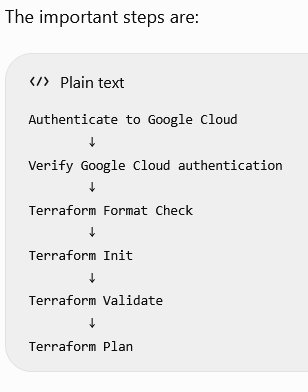 The important steps are:
</> Plain text
Authenticate to Google Cloud
↓
Verify Google Cloud authentication
↓
Terraform Format Check
↓
Terraform Init
↓
Terraform Validate
↓
Terraform Plan